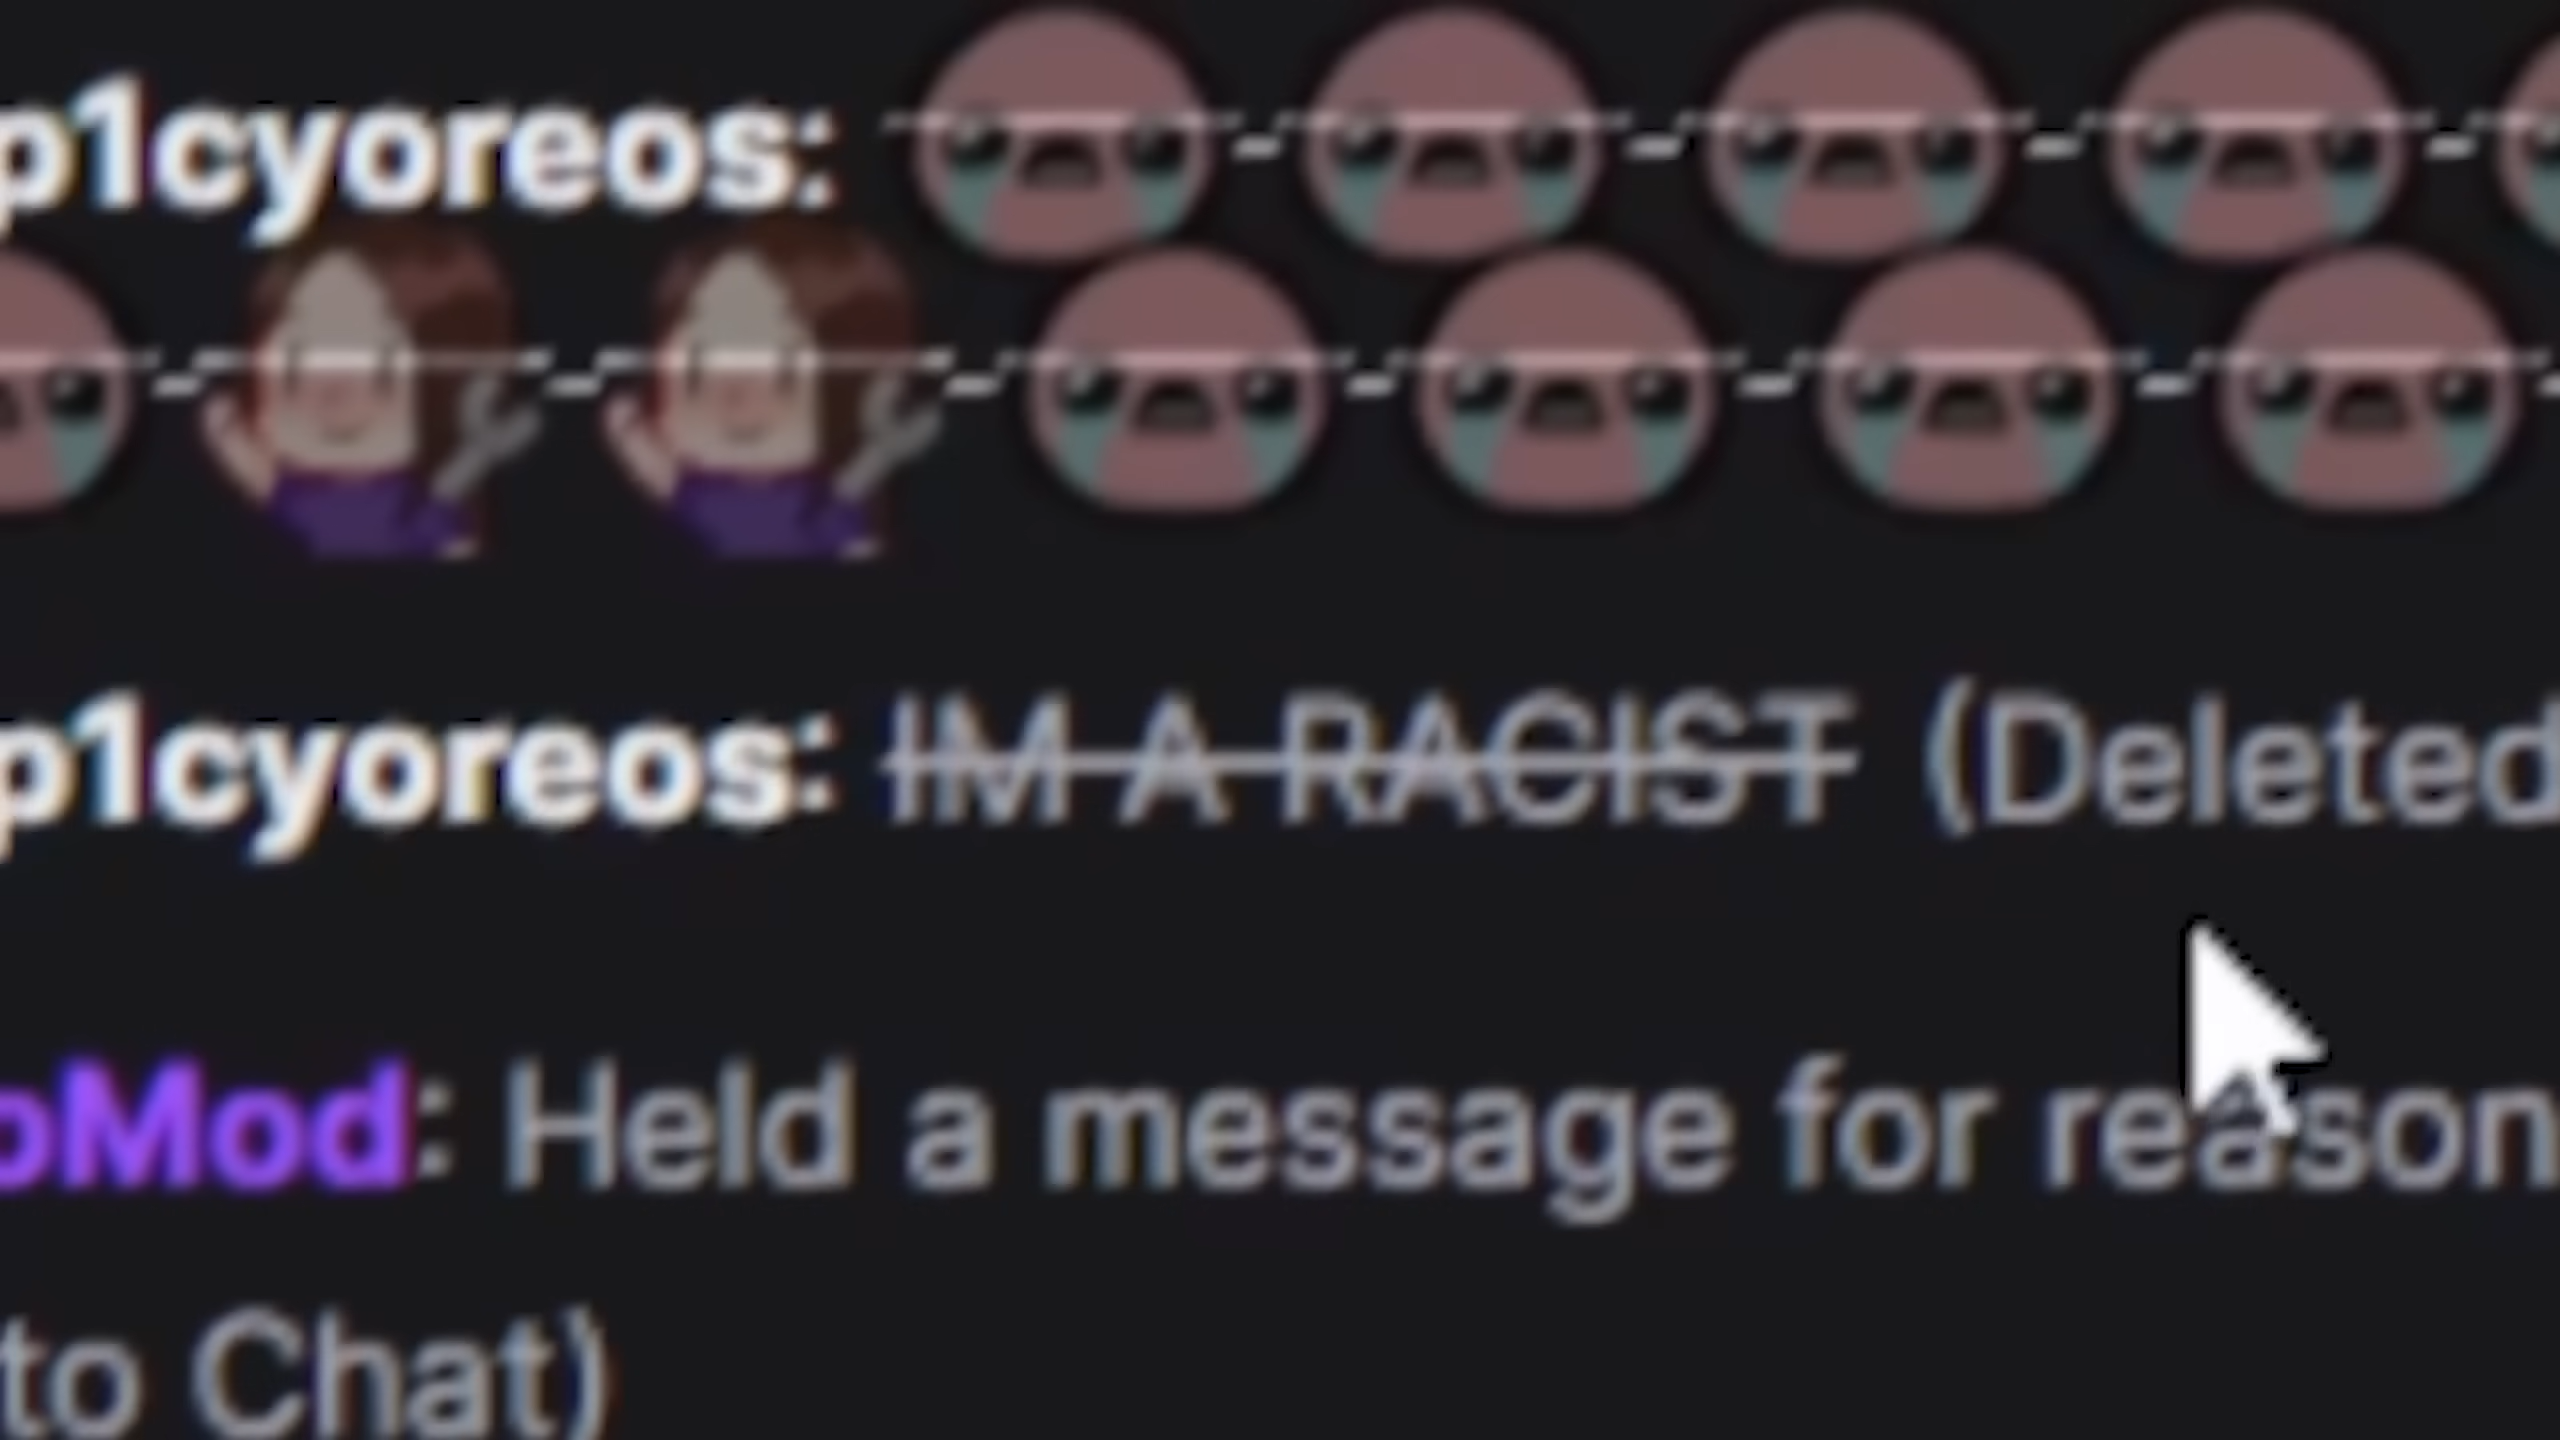 p1cyoreos:
p1cyoreos: IM A RACIST (Deleted
oMod: Held a message for reason
to Chat)